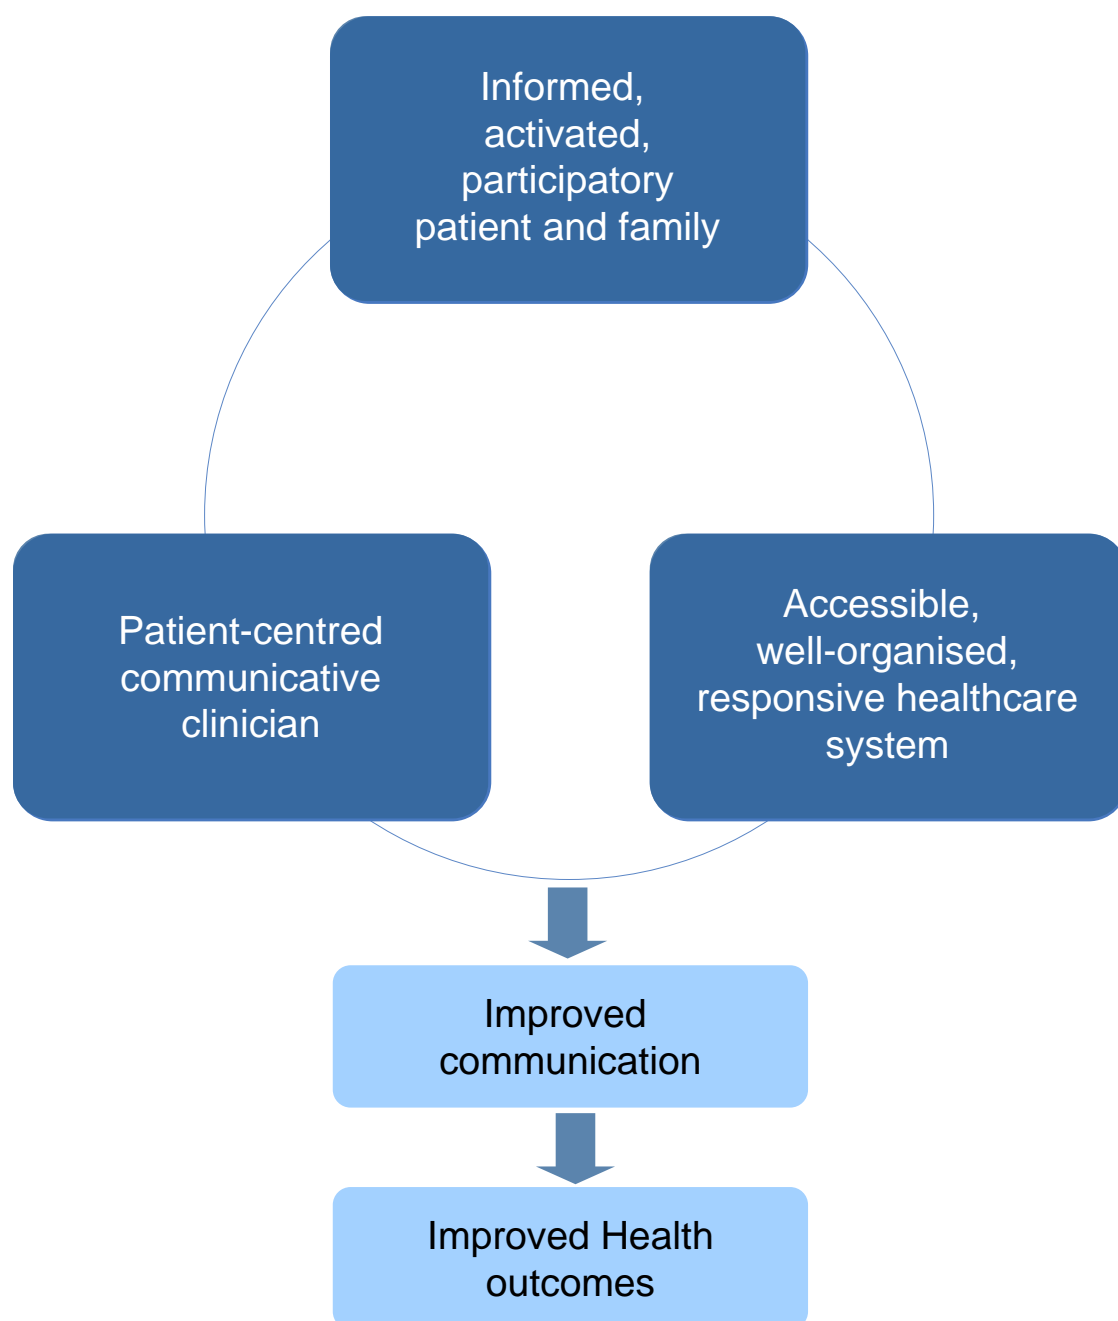 Informed,
activated,
participatory
patient and family
Patient-centred
communicative
clinician
Accessible,
well-organised,
responsive healthcare
system
Improved
communication
Improved Health
outcomes